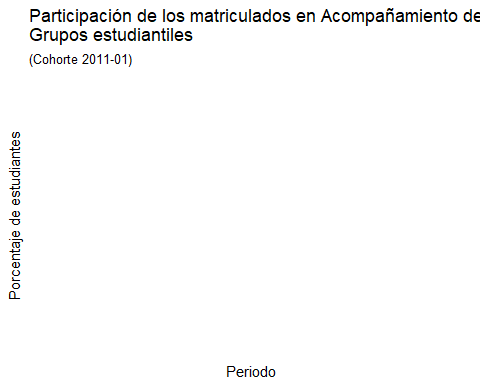 Participación de los matriculados en Acompañamiento de
Grupos estudiantiles
(Cohorte 2011-01)
Porcentaje de estudiantes
Periodo